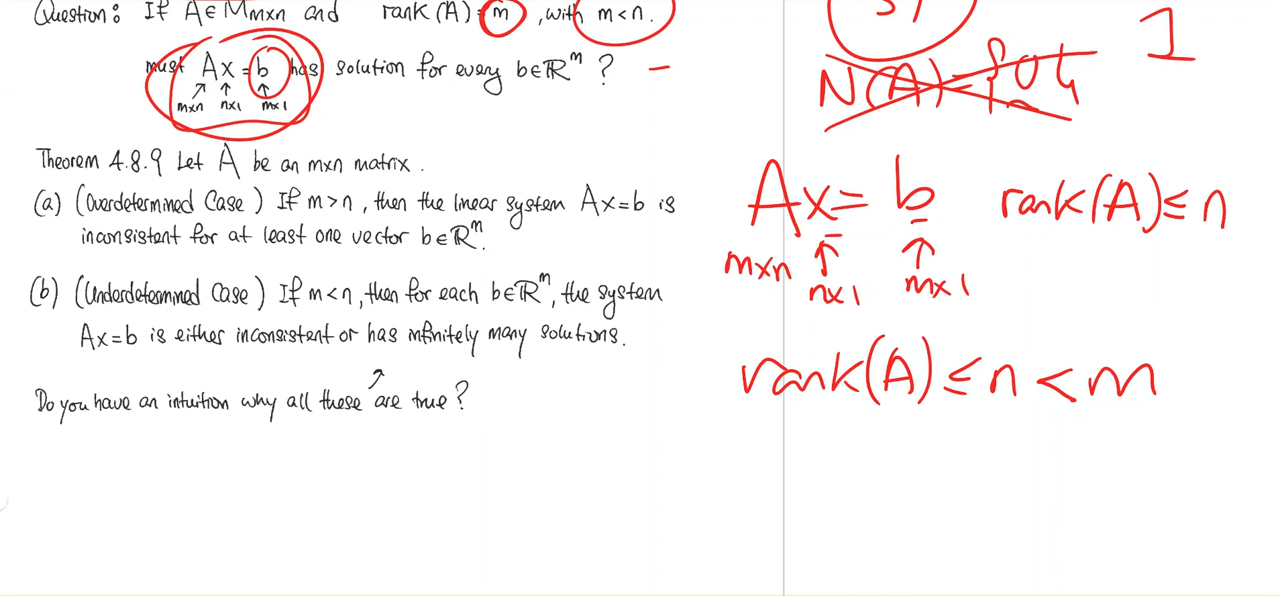 Question: If A∈Mmxn and rank(A)=m, with m<n.
must Ax=b has solution for every b∈ℝᵐ ? –
mxn nx1 mx1
Theorem 4.8.9 Let A be an mxn matrix.
(a) (Overdetermined Case) If m>n, then the linear system Ax=b is
inconsistent for at least one vector b∈ℝᵐ.
(b) (Underdetermined Case) If m<n, then for each b∈ℝᵐ, the system
Ax=b is either inconsistent or has infinitely many solutions.
Do you have an intuition why all these are true?
1
N(A)={0}
Ax=b rank(A)≤n
mxn nx1 mx1
rank(A)≤n<m